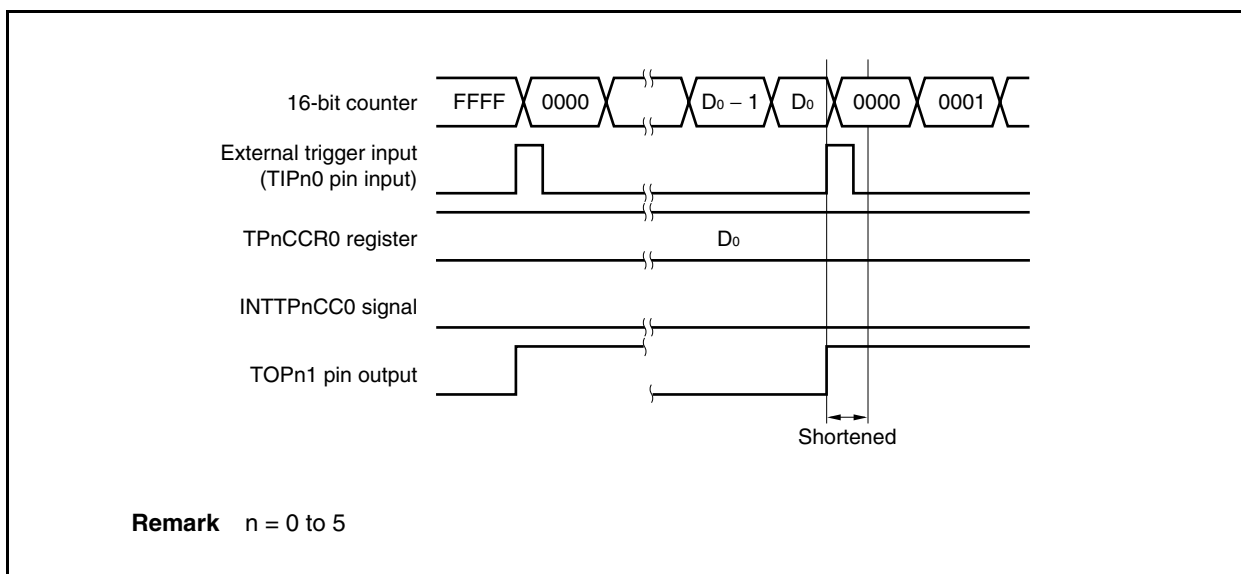 16-bit counter
FFFF 0000 D0 − 1 D0 0000 0001
External trigger input
(TIPn0 pin input)
TPnCCR0 register
D0
INTTPnCC0 signal
TOPn1 pin output
Shortened
Remark n = 0 to 5